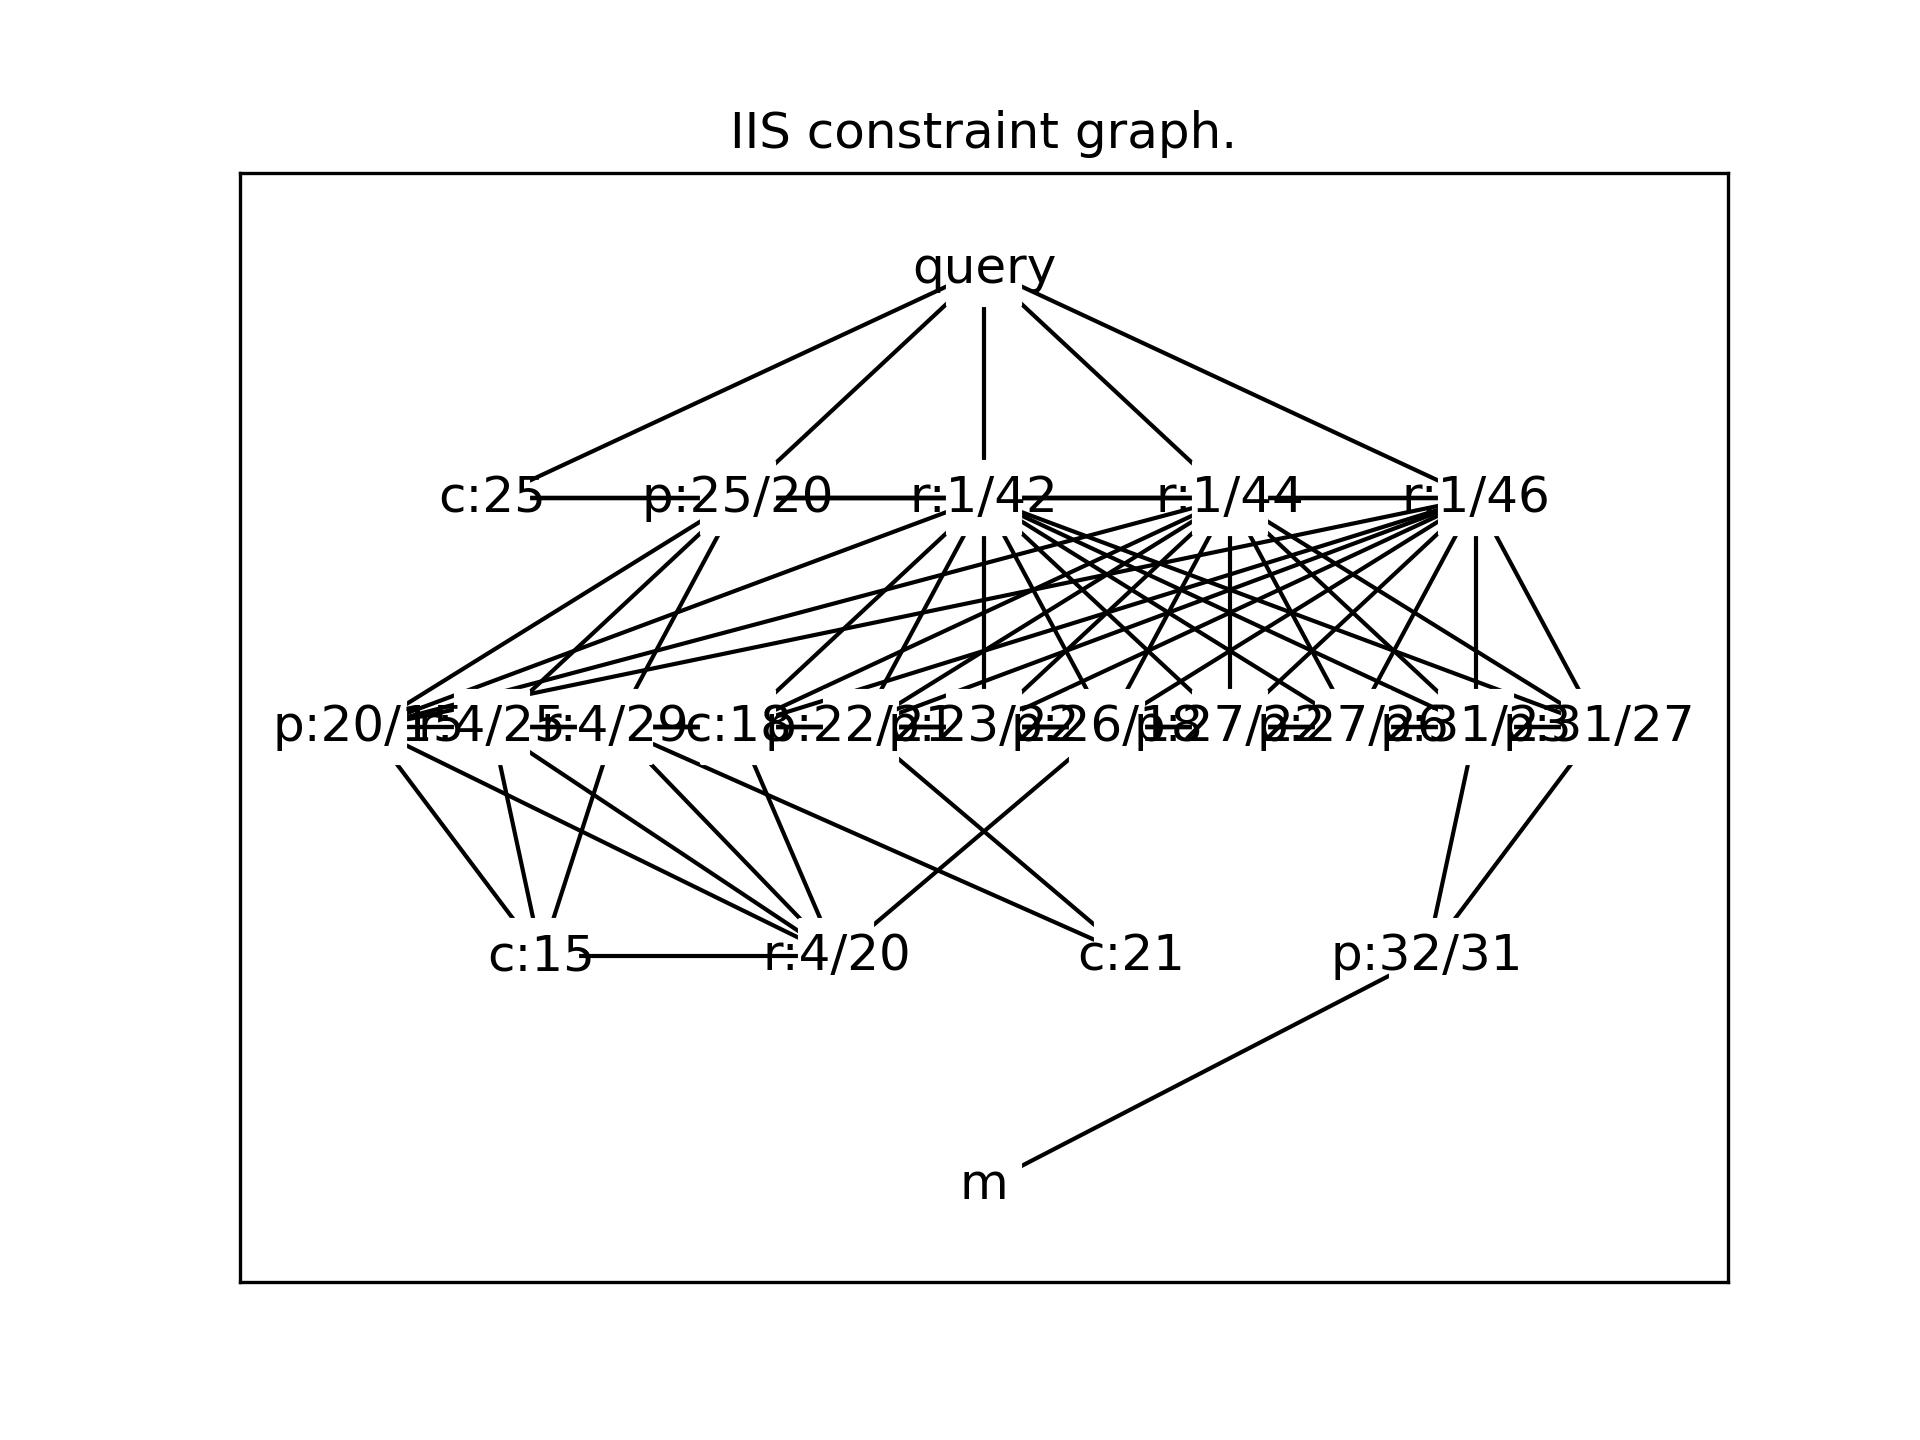 IIS constraint graph.
query
c:25 p:25/20 r:1/42 r:1/44 r:1/46
p:20/15 r:4/25 r:4/29 c:18 p:22/21 p:23/22 p:26/18 p:27/22 p:27/26 p:31/23 p:31/27
c:15 r:4/20 c:21 p:32/31
m